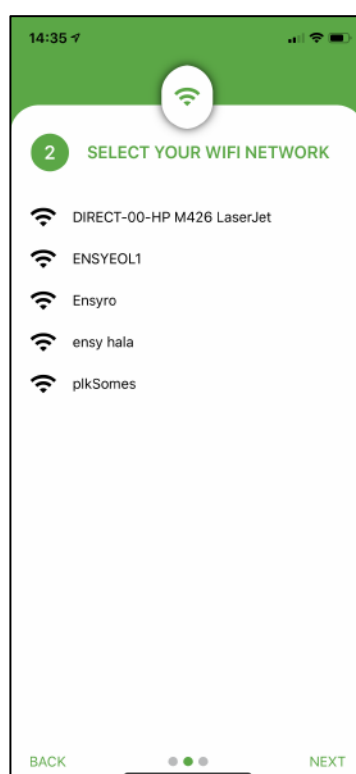 14:35
2 SELECT YOUR WIFI NETWORK
DIRECT-00-HP M426 LaserJet
ENSYEOL1
Ensyro
ensy hala
plkSomes
BACK NEXT